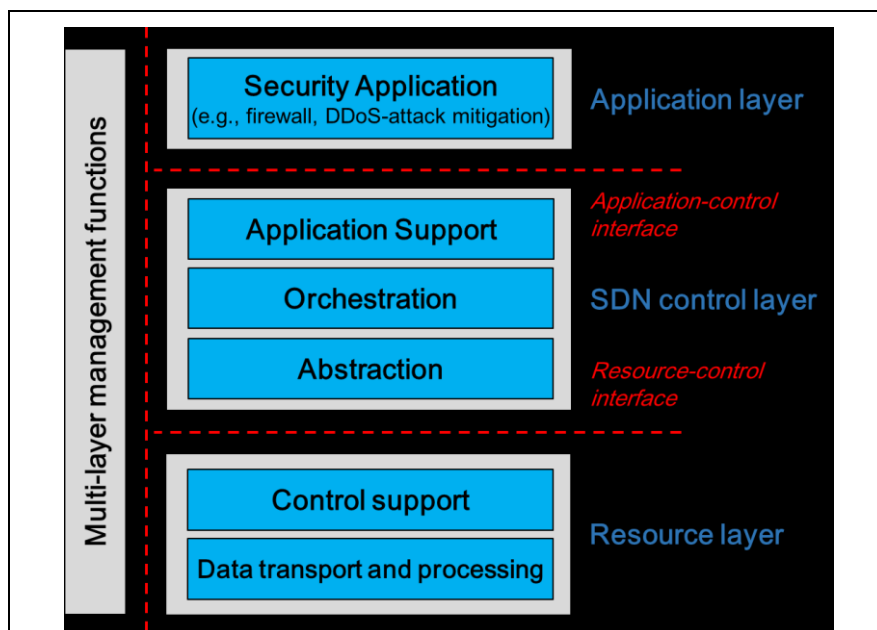 Multi-layer management functions
Security Application
(e.g., firewall, DDoS-attack mitigation)
Application layer
Application-control
interface
Application Support
Orchestration
SDN control layer
Abstraction
Resource-control
interface
Control support
Resource layer
Data transport and processing